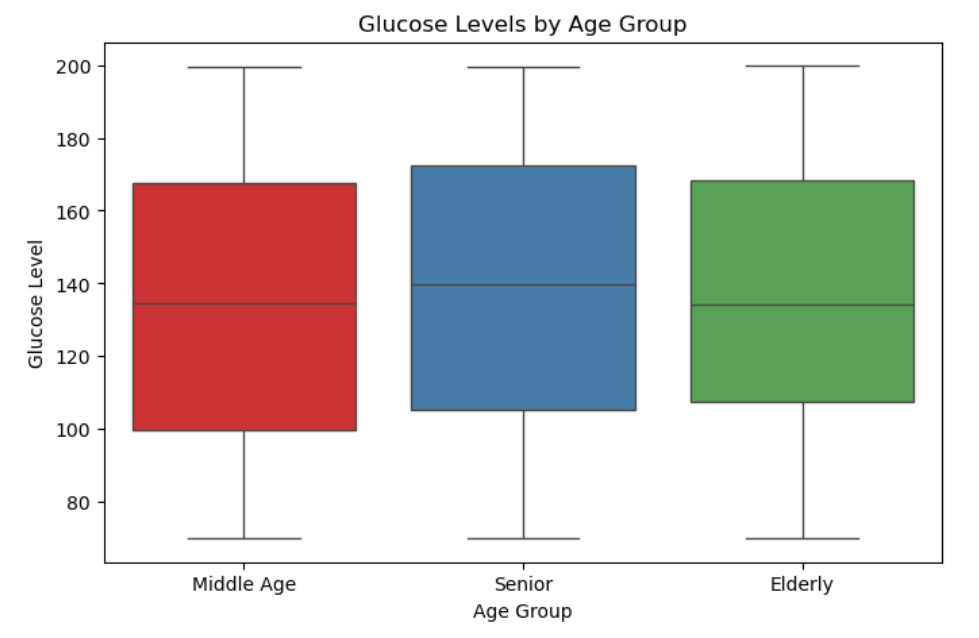 Glucose Levels by Age Group
Glucose Level
200
180
160
140
120
100
80
Middle Age Senior Elderly
Age Group